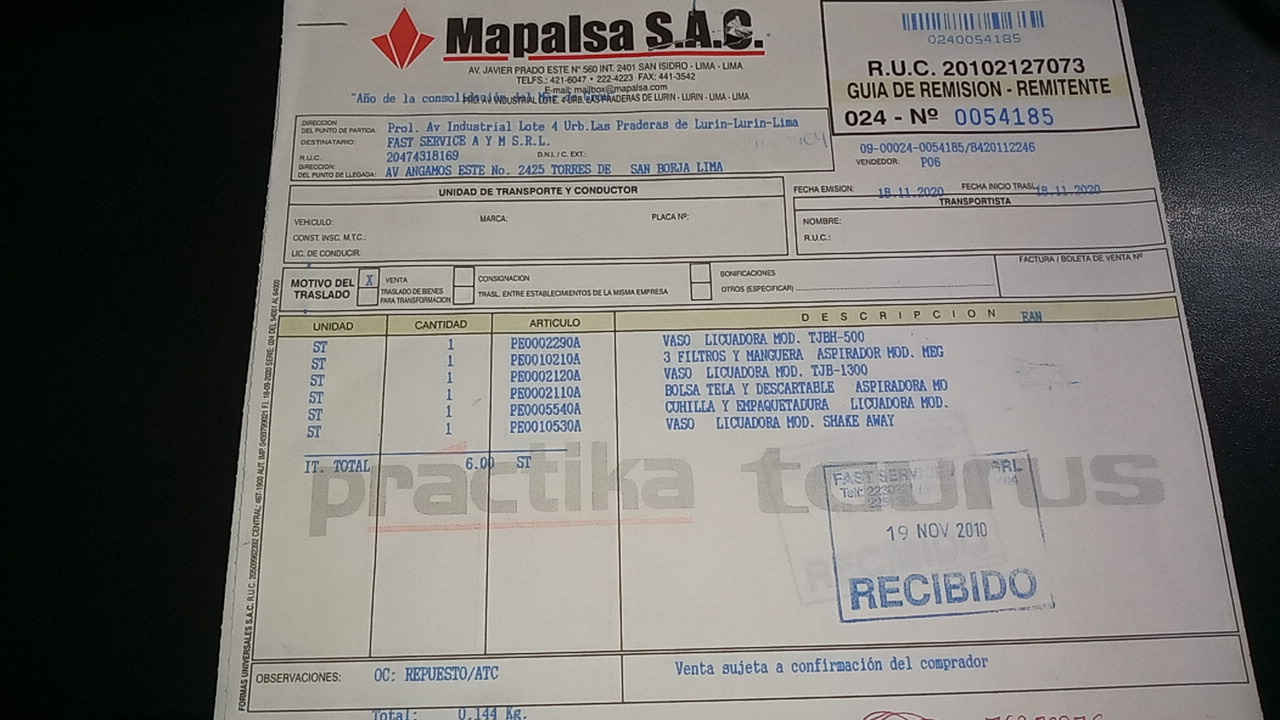 Mapalsa S.A.C.
AV. JAVIER PRADO ESTE Nº 560 INT. 2401 SAN ISIDRO - LIMA - LIMA
TELFS.: 421-6047 • 222-4223 FAX: 441-3542
E-mail: mailbox@mapalsa.com
"Año de la consolidación del Mar de
PRO. AV. INDUSTRIAL LOTE. 4 URB. LAS PRADERAS DE LURIN - LURIN - LIMA - LIMA
0240054185
R.U.C. 20102127073
GUIA DE REMISION - REMITENTE
024 - Nº 0054185
09-00024-0054185/8420112246
VENDEDOR: P06
DIRECCION DEL PUNTO DE PARTIDA: Prol. Av Industrial Lote 4 Urb.Las Praderas de Lurin-Lurin-Lima
DESTINATARIO: FAST SERVICE A Y M S.R.L.
R.U.C.: 20474318169 D.N.I. / C. EXT.:
DIRECCION DEL PUNTO DE LLEGADA: AV ANGAMOS ESTE No. 2425 TORRES DE SAN BORJA LIMA
FECHA EMISION: 18.11.2020 FECHA INICIO TRASL. 18.11.2020
UNIDAD DE TRANSPORTE Y CONDUCTOR
VEHICULO: MARCA: PLACA Nº:
CONST. INSC. M.T.C.:
LIC. DE CONDUCIR:
TRANSPORTISTA
NOMBRE:
R.U.C.:
MOTIVO DEL TRASLADO
X VENTA
TRASLADO DE BIENES PARA TRANSFORMACION
CONSIGNACION
TRASL. ENTRE ESTABLECIMIENTOS DE LA MISMA EMPRESA
BONIFICACIONES
OTROS (ESPECIFICAR)
FACTURA / BOLETA DE VENTA Nº
UNIDAD CANTIDAD ARTICULO DESCRIPCION EAN
ST 1 PE0002290A VASO LICUADORA MOD. TJBH-500
ST 1 PE0010210A 3 FILTROS Y MANGUERA ASPIRADOR MOD. MEG
ST 1 PE0002120A VASO LICUADORA MOD. TJB-1300
ST 1 PE0002110A BOLSA TELA Y DESCARTABLE ASPIRADORA MO
ST 1 PE0005540A CUHILLA Y EMPAQUETADURA LICUADORA MOD.
ST 1 PE0010530A VASO LICUADORA MOD. SHAKE AWAY
IT. TOTAL 6.00 ST
práctika taurus
FAST SERV SRL
19 NOV 2010
RECIBIDO
OBSERVACIONES: OC: REPUESTO/ATC
Venta sujeta a confirmación del comprador
Total: 0.144 Kg.